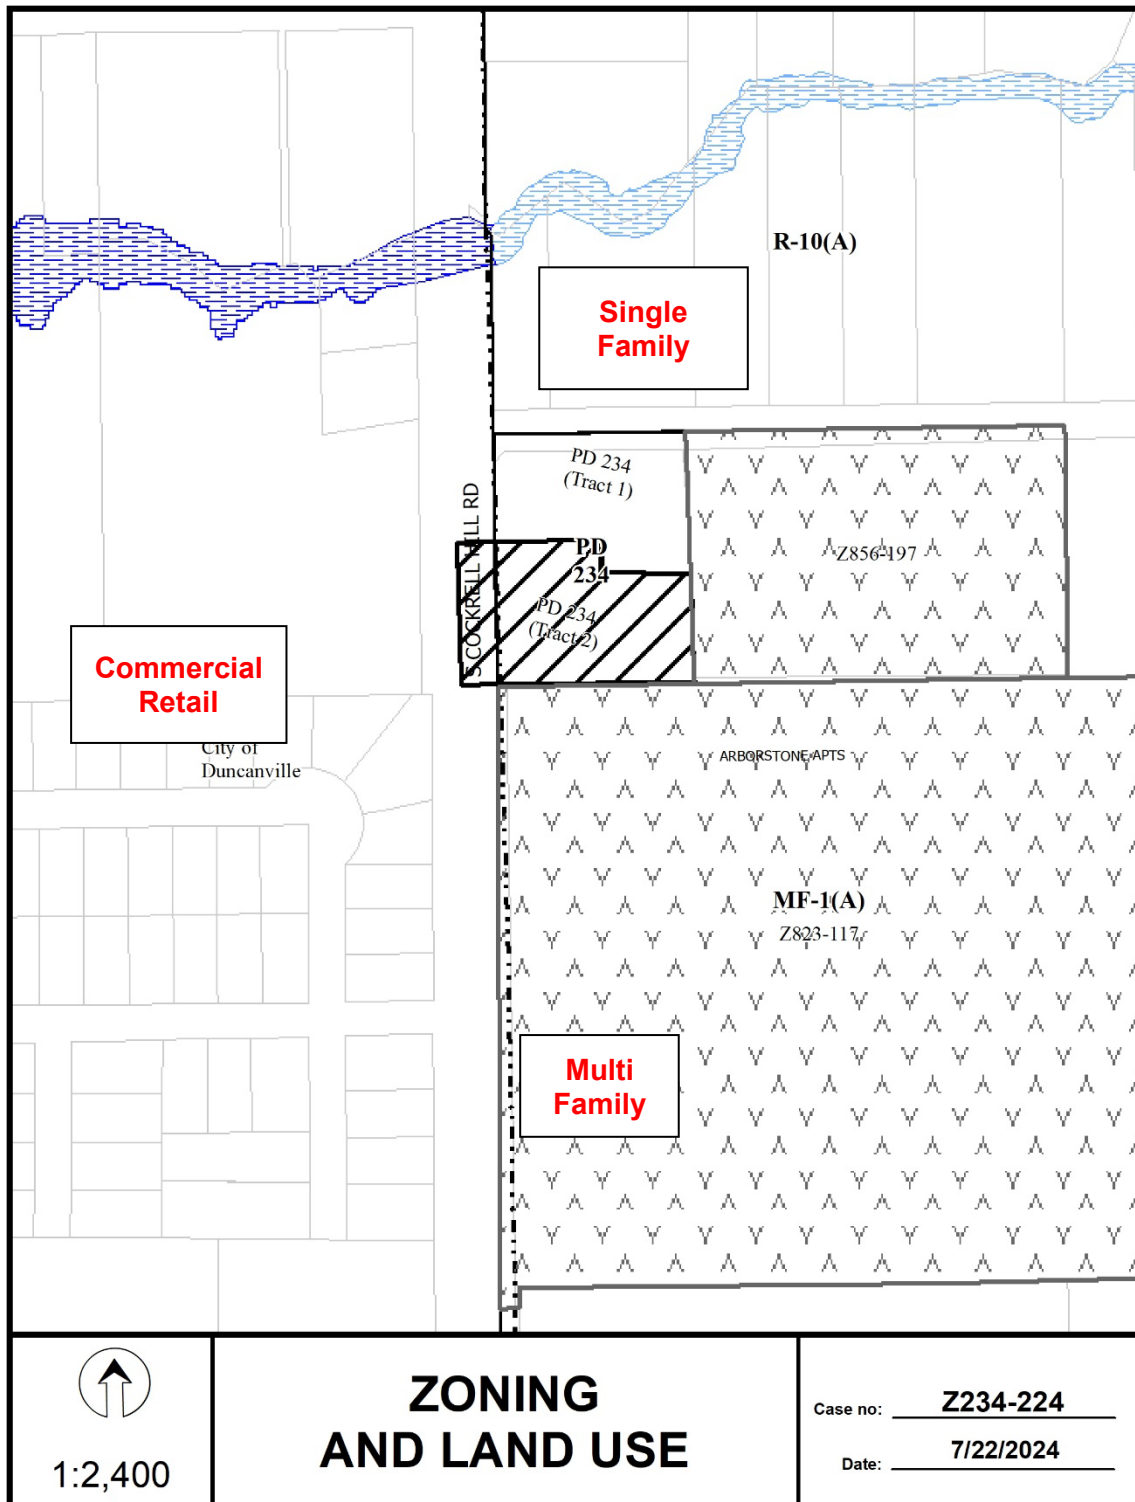 R-10(A)
Single
Family
PD 234
(Tract 1)
S COCKRELL HILL RD
PD
234
Z856-197
PD 234
(Tract 2)
Commercial
Retail
City of
Duncanville
ARBORSTONE APTS
MF-1(A)
Z823-117
Multi
Family
1:2,400
ZONING
AND LAND USE
Case no: Z234-224
Date: 7/22/2024